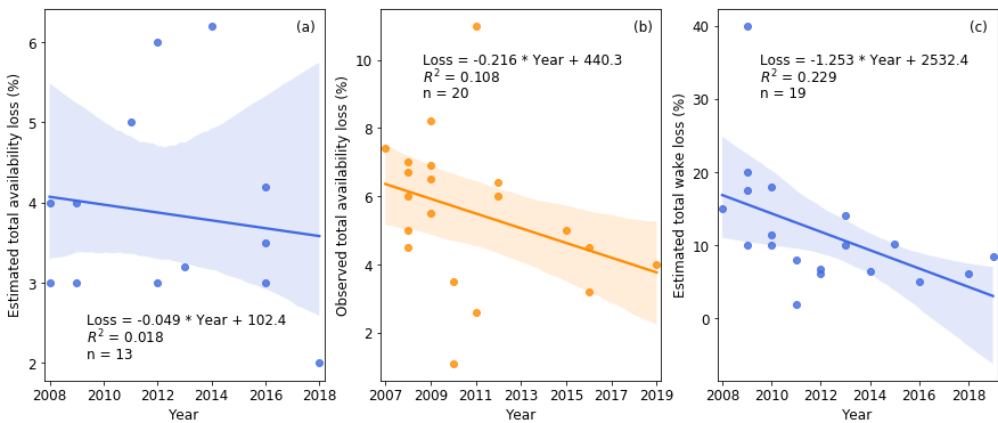 (a)
Estimated total availability loss (%)
6
5
4
3
2
Loss = -0.049 * Year + 102.4
R² = 0.018
n = 13
2008 2010 2012 2014 2016 2018
Year
(b)
Observed total availability loss (%)
10
8
6
4
2
Loss = -0.216 * Year + 440.3
R² = 0.108
n = 20
2007 2009 2011 2013 2015 2017 2019
Year
(c)
Estimated total wake loss (%)
40
30
20
10
0
Loss = -1.253 * Year + 2532.4
R² = 0.229
n = 19
2008 2010 2012 2014 2016 2018
Year